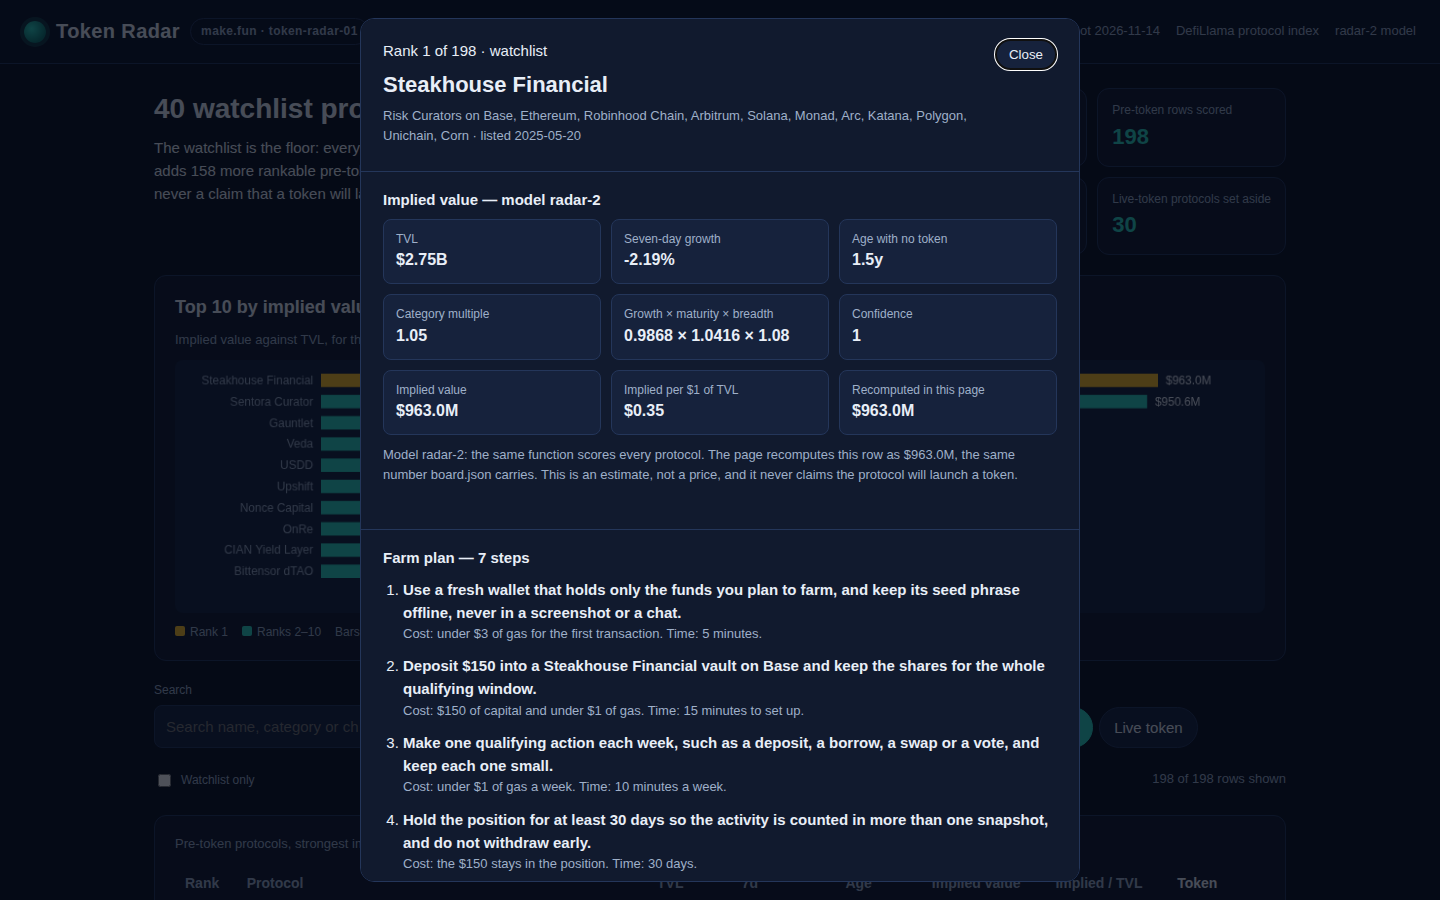 Token Radar
make.fun · token-radar-01
ot 2026-11-14
DefiLlama protocol index
radar-2 model
Rank 1 of 198 · watchlist
Close
Steakhouse Financial
Risk Curators on Base, Ethereum, Robinhood Chain, Arbitrum, Solana, Monad, Arc, Katana, Polygon,
Unichain, Corn · listed 2025-05-20
40 watchlist pro
The watchlist is the floor: every
adds 158 more rankable pre-to
never a claim that a token will la
Pre-token rows scored
198
Live-token protocols set aside
30
Implied value — model radar-2
TVL
$2.75B
Seven-day growth
-2.19%
Age with no token
1.5y
Category multiple
1.05
Growth × maturity × breadth
0.9868 × 1.0416 × 1.08
Confidence
1
Implied value
$963.0M
Implied per $1 of TVL
$0.35
Recomputed in this page
$963.0M
Model radar-2: the same function scores every protocol. The page recomputes this row as $963.0M, the same
number board.json carries. This is an estimate, not a price, and it never claims the protocol will launch a token.
Top 10 by implied valu
Implied value against TVL, for th
Steakhouse Financial
$963.0M
Sentora Curator
$950.6M
Gauntlet
Veda
USDD
Upshift
Nonce Capital
OnRe
CIAN Yield Layer
Bittensor dTAO
Rank 1
Ranks 2–10
Bars
Farm plan — 7 steps
1. Use a fresh wallet that holds only the funds you plan to farm, and keep its seed phrase
offline, never in a screenshot or a chat.
Cost: under $3 of gas for the first transaction. Time: 5 minutes.
2. Deposit $150 into a Steakhouse Financial vault on Base and keep the shares for the whole
qualifying window.
Cost: $150 of capital and under $1 of gas. Time: 15 minutes to set up.
3. Make one qualifying action each week, such as a deposit, a borrow, a swap or a vote, and
keep each one small.
Cost: under $1 of gas a week. Time: 10 minutes a week.
4. Hold the position for at least 30 days so the activity is counted in more than one snapshot,
and do not withdraw early.
Cost: the $150 stays in the position. Time: 30 days.
Search
Search name, category or ch
Live token
Watchlist only
198 of 198 rows shown
Pre-token protocols, strongest im
Rank
Protocol
TVL
7d
Age
Implied value
Implied / TVL
Token